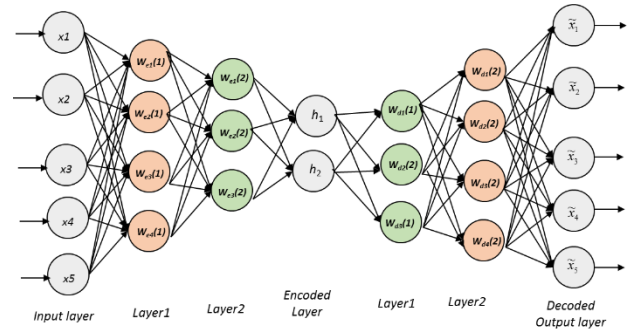 x1
x2
x3
x4
x5
We1(1)
We2(1)
We3(1)
We4(1)
We1(2)
We2(2)
We3(2)
h1
h2
Wd1(1)
Wd2(1)
Wd3(1)
Wd1(2)
Wd2(2)
Wd3(2)
Wd4(2)
x̃1
x̃2
x̃3
x̃4
x̃5
Input layer
Layer1
Layer2
Encoded
Layer
Layer1
Layer2
Decoded
Output layer